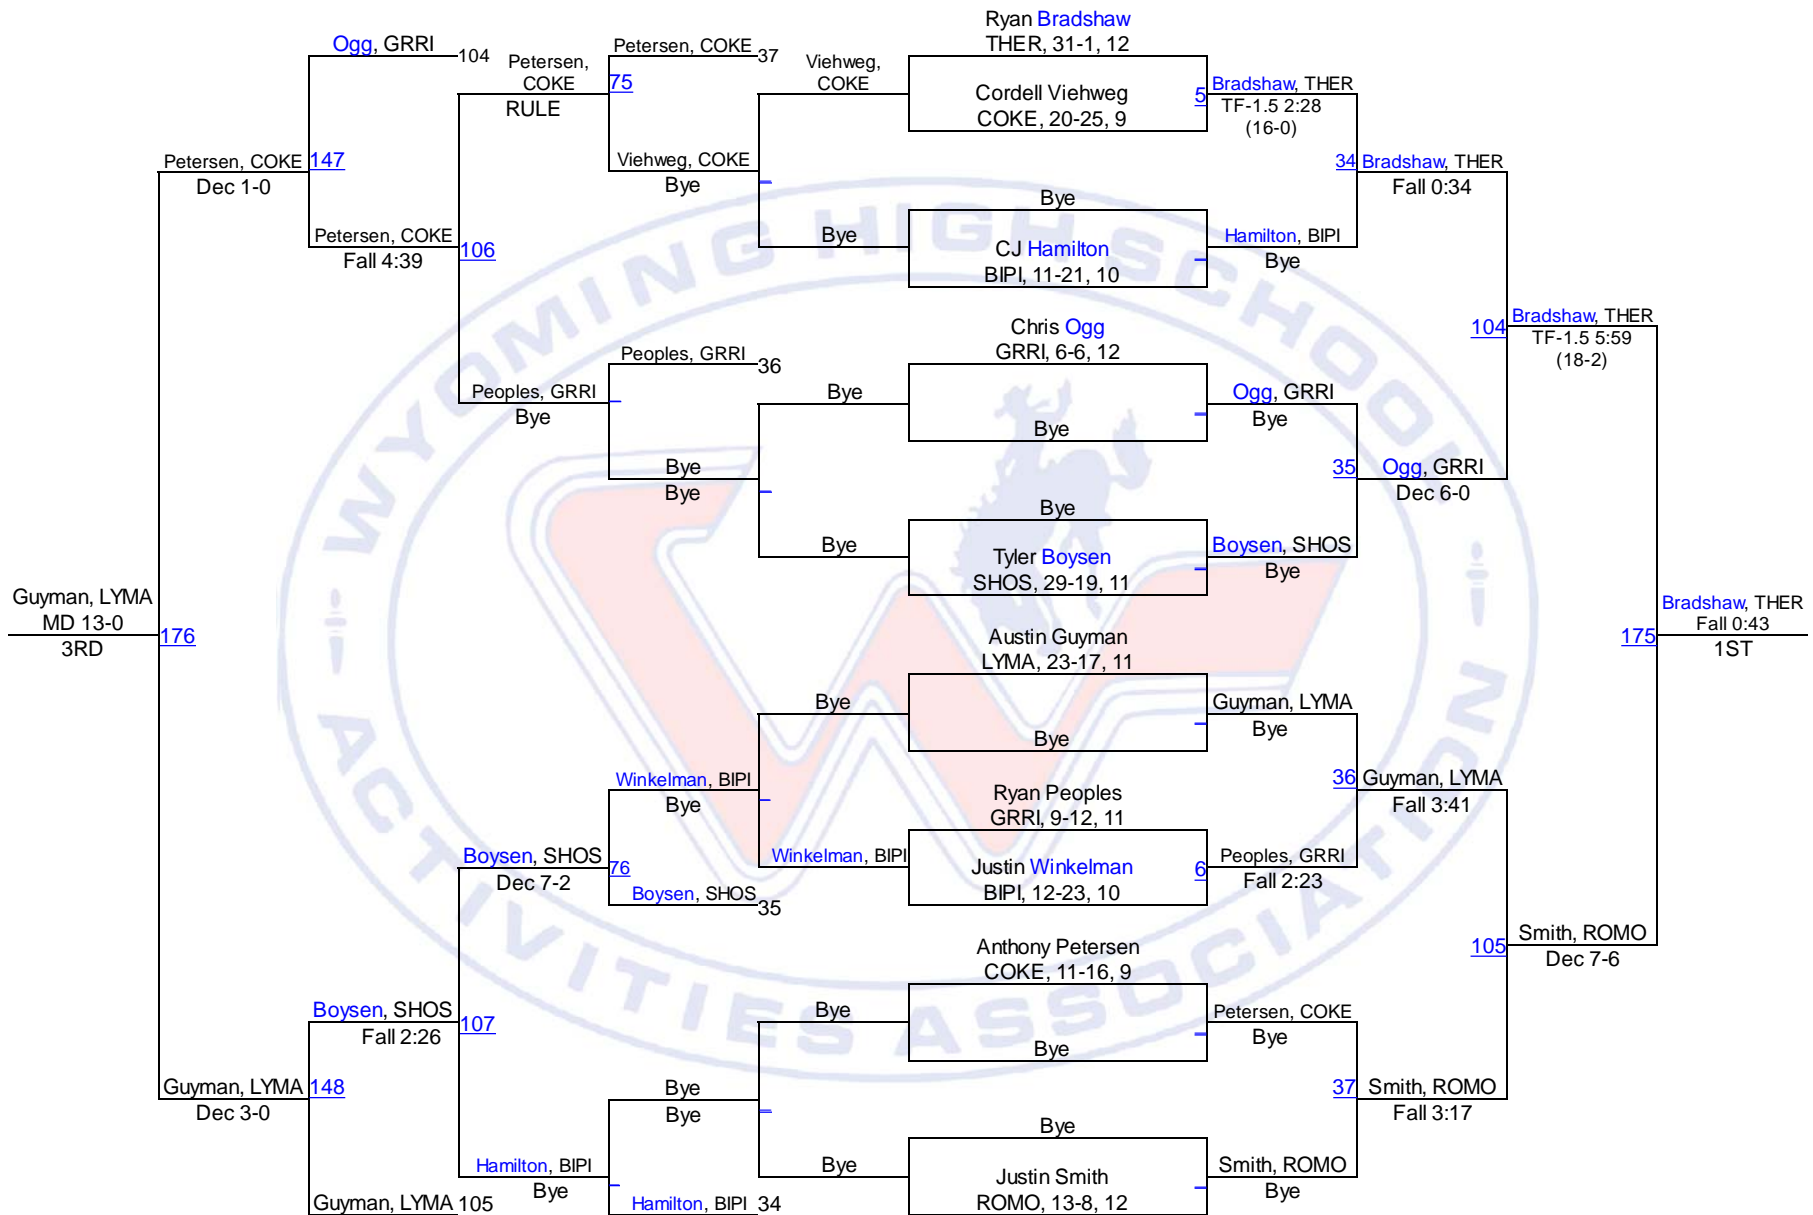 Ryan Bradshaw
THER, 31-1, 12
Ogg, GRRI
104
Petersen,
COKE
RULE
Petersen, COKE
37
75
Viehweg,
COKE
Cordell Viehweg
COKE, 20-25, 9
5
Bradshaw, THER
TF-1.5 2:28
(16-0)
Petersen, COKE
Dec 1-0
147
Viehweg, COKE
Bye
34
Bradshaw, THER
Fall 0:34
Petersen, COKE
Fall 4:39
106
Bye
Bye
CJ Hamilton
BIPI, 11-21, 10
Hamilton, BIPI
Bye
Chris Ogg
GRRI, 6-6, 12
104
Bradshaw, THER
TF-1.5 5:59
(18-2)
Peoples, GRRI
36
Peoples, GRRI
Bye
Bye
Bye
Ogg, GRRI
Bye
Bye
Bye
35
Ogg, GRRI
Dec 6-0
Bye
Bye
Tyler Boysen
SHOS, 29-19, 11
Boysen, SHOS
Bye
Guyman, LYMA
MD 13-0
3RD
176
Austin Guyman
LYMA, 23-17, 11
175
Bradshaw, THER
Fall 0:43
1ST
Bye
Bye
Guyman, LYMA
Bye
Winkelman, BIPI
Bye
36
Guyman, LYMA
Fall 3:41
Ryan Peoples
GRRI, 9-12, 11
Boysen, SHOS
Dec 7-2
76
Winkelman, BIPI
Justin Winkelman
BIPI, 12-23, 10
6
Peoples, GRRI
Fall 2:23
Boysen, SHOS
35
Anthony Petersen
COKE, 11-16, 9
105
Smith, ROMO
Dec 7-6
Boysen, SHOS
Fall 2:26
107
Bye
Bye
Petersen, COKE
Bye
Guyman, LYMA
Dec 3-0
148
Bye
Bye
37
Smith, ROMO
Fall 3:17
Bye
Hamilton, BIPI
Bye
Bye
Justin Smith
ROMO, 13-8, 12
Smith, ROMO
Bye
Guyman, LYMA
105
Hamilton, BIPI
34
WYOMING HIGH SCHOOL
ACTIVITIES ASSOCIATION